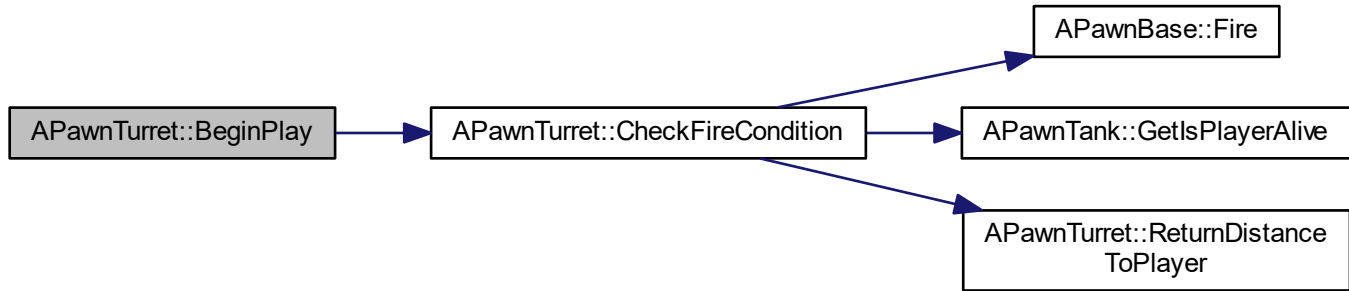 APawnBase::Fire
APawnTurret::BeginPlay
APawnTurret::CheckFireCondition
APawnTank::GetIsPlayerAlive
APawnTurret::ReturnDistance
ToPlayer